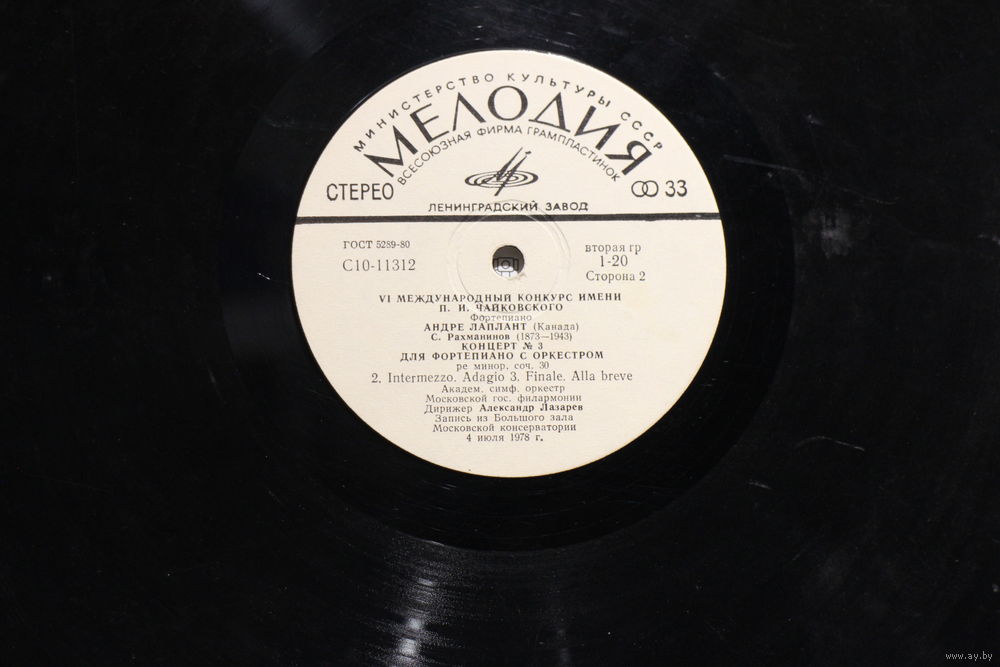 МИНИСТЕРСТВО КУЛЬТУРЫ СССР
МЕЛОДИЯ
ВСЕСОЮЗНАЯ ФИРМА ГРАМПЛАСТИНОК
СТЕРЕО
33
ЛЕНИНГРАДСКИЙ ЗАВОД
ГОСТ 5289-80
С10-11312
вторая гр
1-20
Сторона 2
VI МЕЖДУНАРОДНЫЙ КОНКУРС ИМЕНИ
П. И. ЧАЙКОВСКОГО
Фортепиано
АНДРЕ ЛАПЛАНТ (Канада)
С. Рахманинов (1873—1943)
КОНЦЕРТ № 3
ДЛЯ ФОРТЕПИАНО С ОРКЕСТРОМ
ре минор, соч. 30
2. Intermezzo. Adagio 3. Finale. Alla breve
Академ. симф. оркестр
Московской гос. филармонии
Дирижер Александр Лазарев
Запись из Большого зала
Московской консерватории
4 июля 1978 г.
www.ay.by